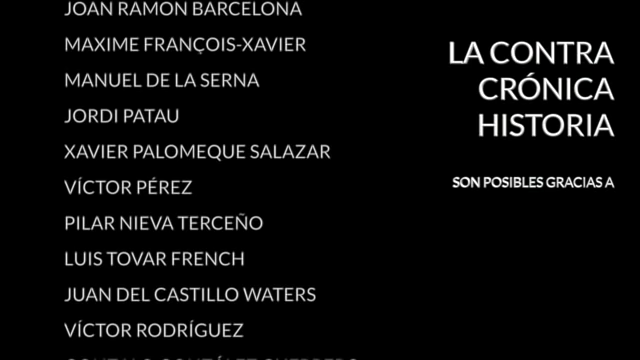 JOAN RAMÓN BARCELONA
MAXIME FRANÇOIS-XAVIER
MANUEL DE LA SERNA
JORDI PATAU
XAVIER PALOMEQUE SALAZAR
VÍCTOR PÉREZ
PILAR NIEVA TERCEÑO
LUIS TOVAR FRENCH
JUAN DEL CASTILLO WATERS
VÍCTOR RODRÍGUEZ
LA CONTRA
CRÓNICA
HISTORIA
SON POSIBLES GRACIAS A